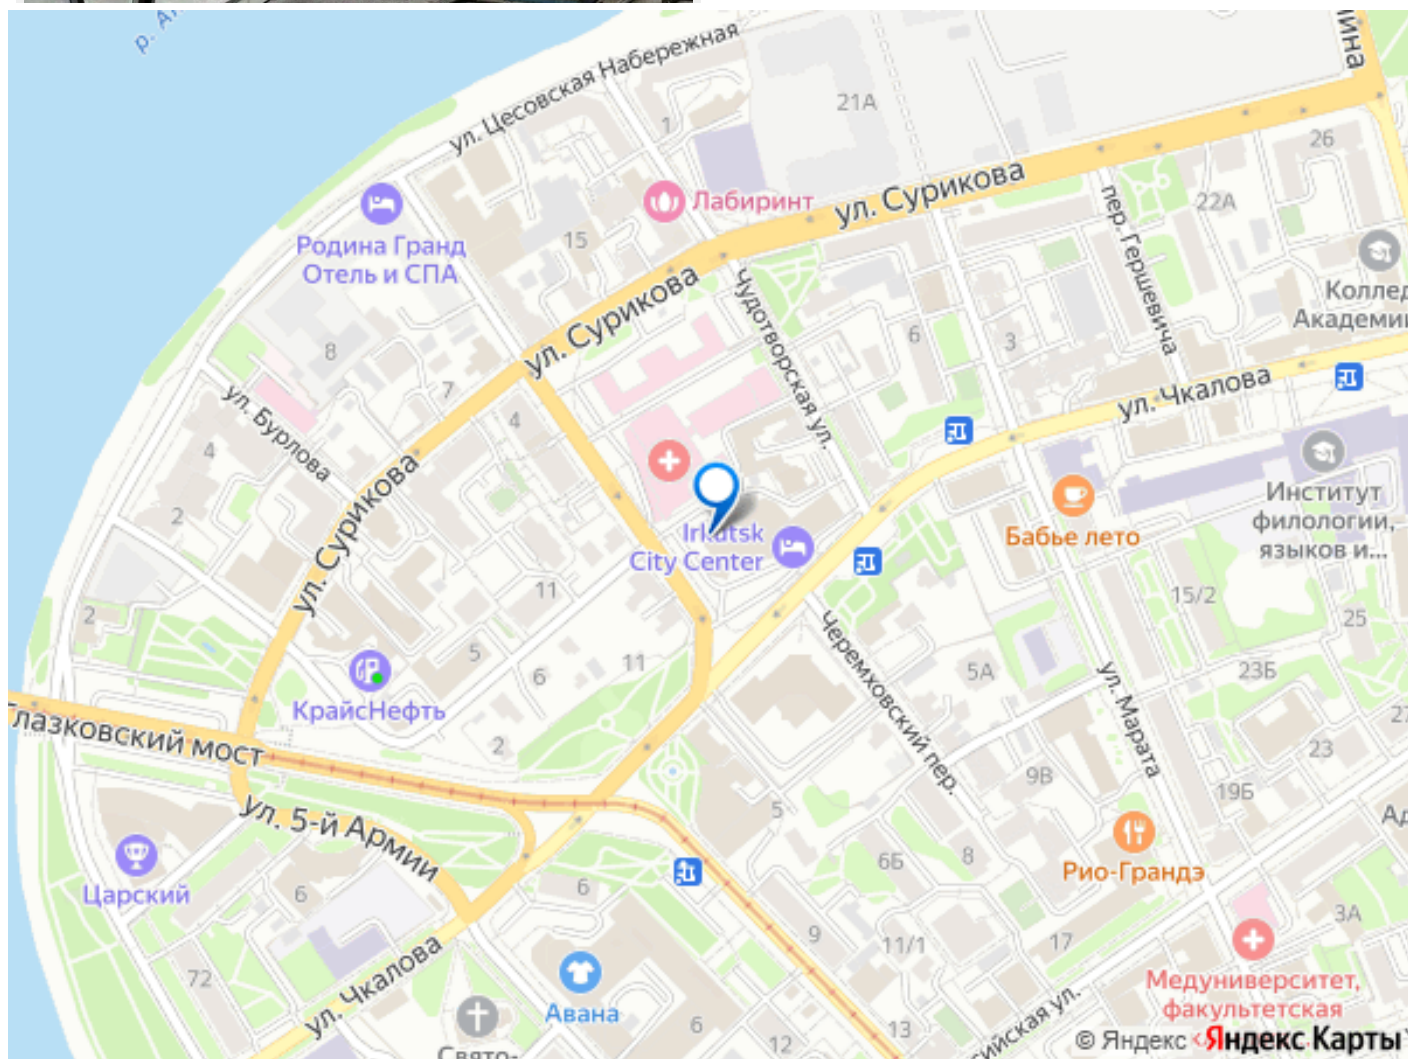 р. А
ул. Цесовская Набережная
21А
1
26
Лабиринт
ул. Сурикова
22А
пер. Гершевича
Родина Гранд
Отель и СПА
15
Чудотворская ул.
Коллед
Академи
ул. Сурикова
6
3
8
7
4
ул. Чкалова
ул. Бурлова
4
2
ул. Сурикова
Irkutsk
City Center
Бабье лето
Институт
филологии,
языков и...
11
2
15/2
25
5
6
11
Черемховский пер.
5А
23Б
ул. Марата
КрайсНефть
2
Глазковский мост
9В
23
27
19Б
5
ул. 5-й Армии
Царский
6
6
6Б
8
Рио-Грандэ
3А
72
9
11/1
17
ул. Чкалова
Авана
Медуниверситет,
факультетская
6
12
13
Свято-
ул.
© Яндекс
Яндекс Карты